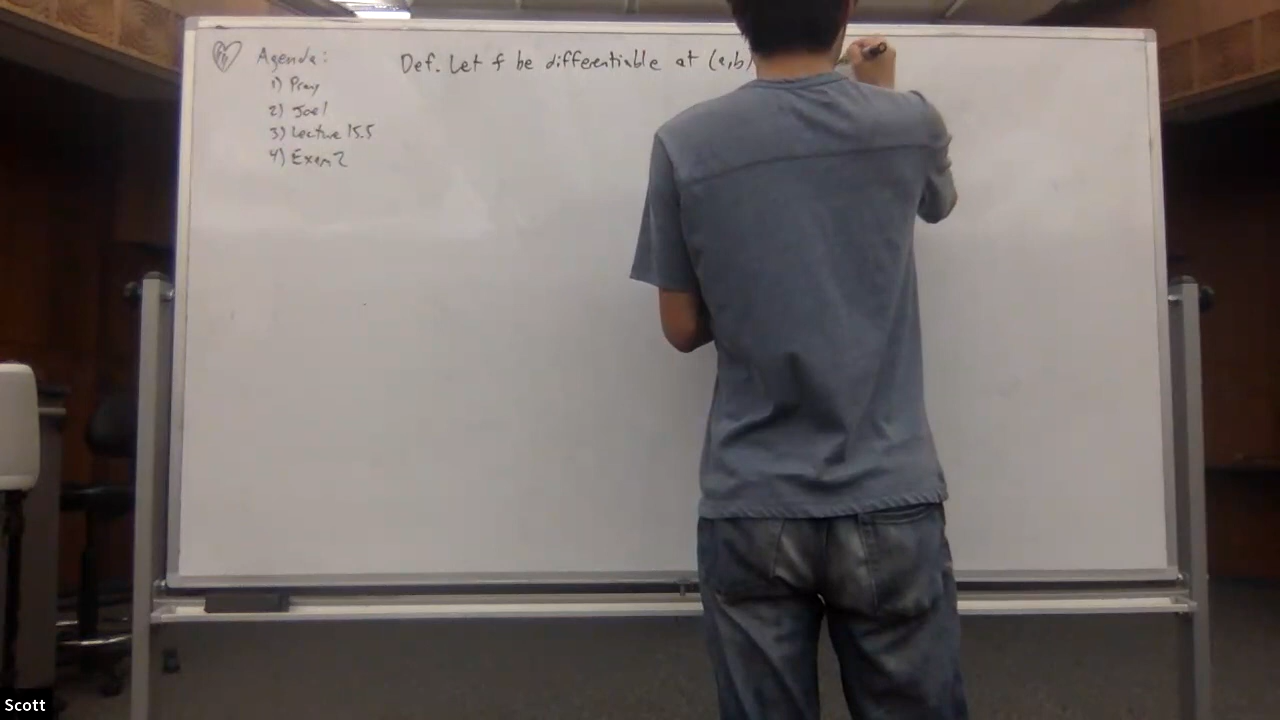 Agenda:
1) Pray
2) Joel
3) Lecture 15.5
4) Exam 2
Def. Let f be differentiable at (a,b)
Scott